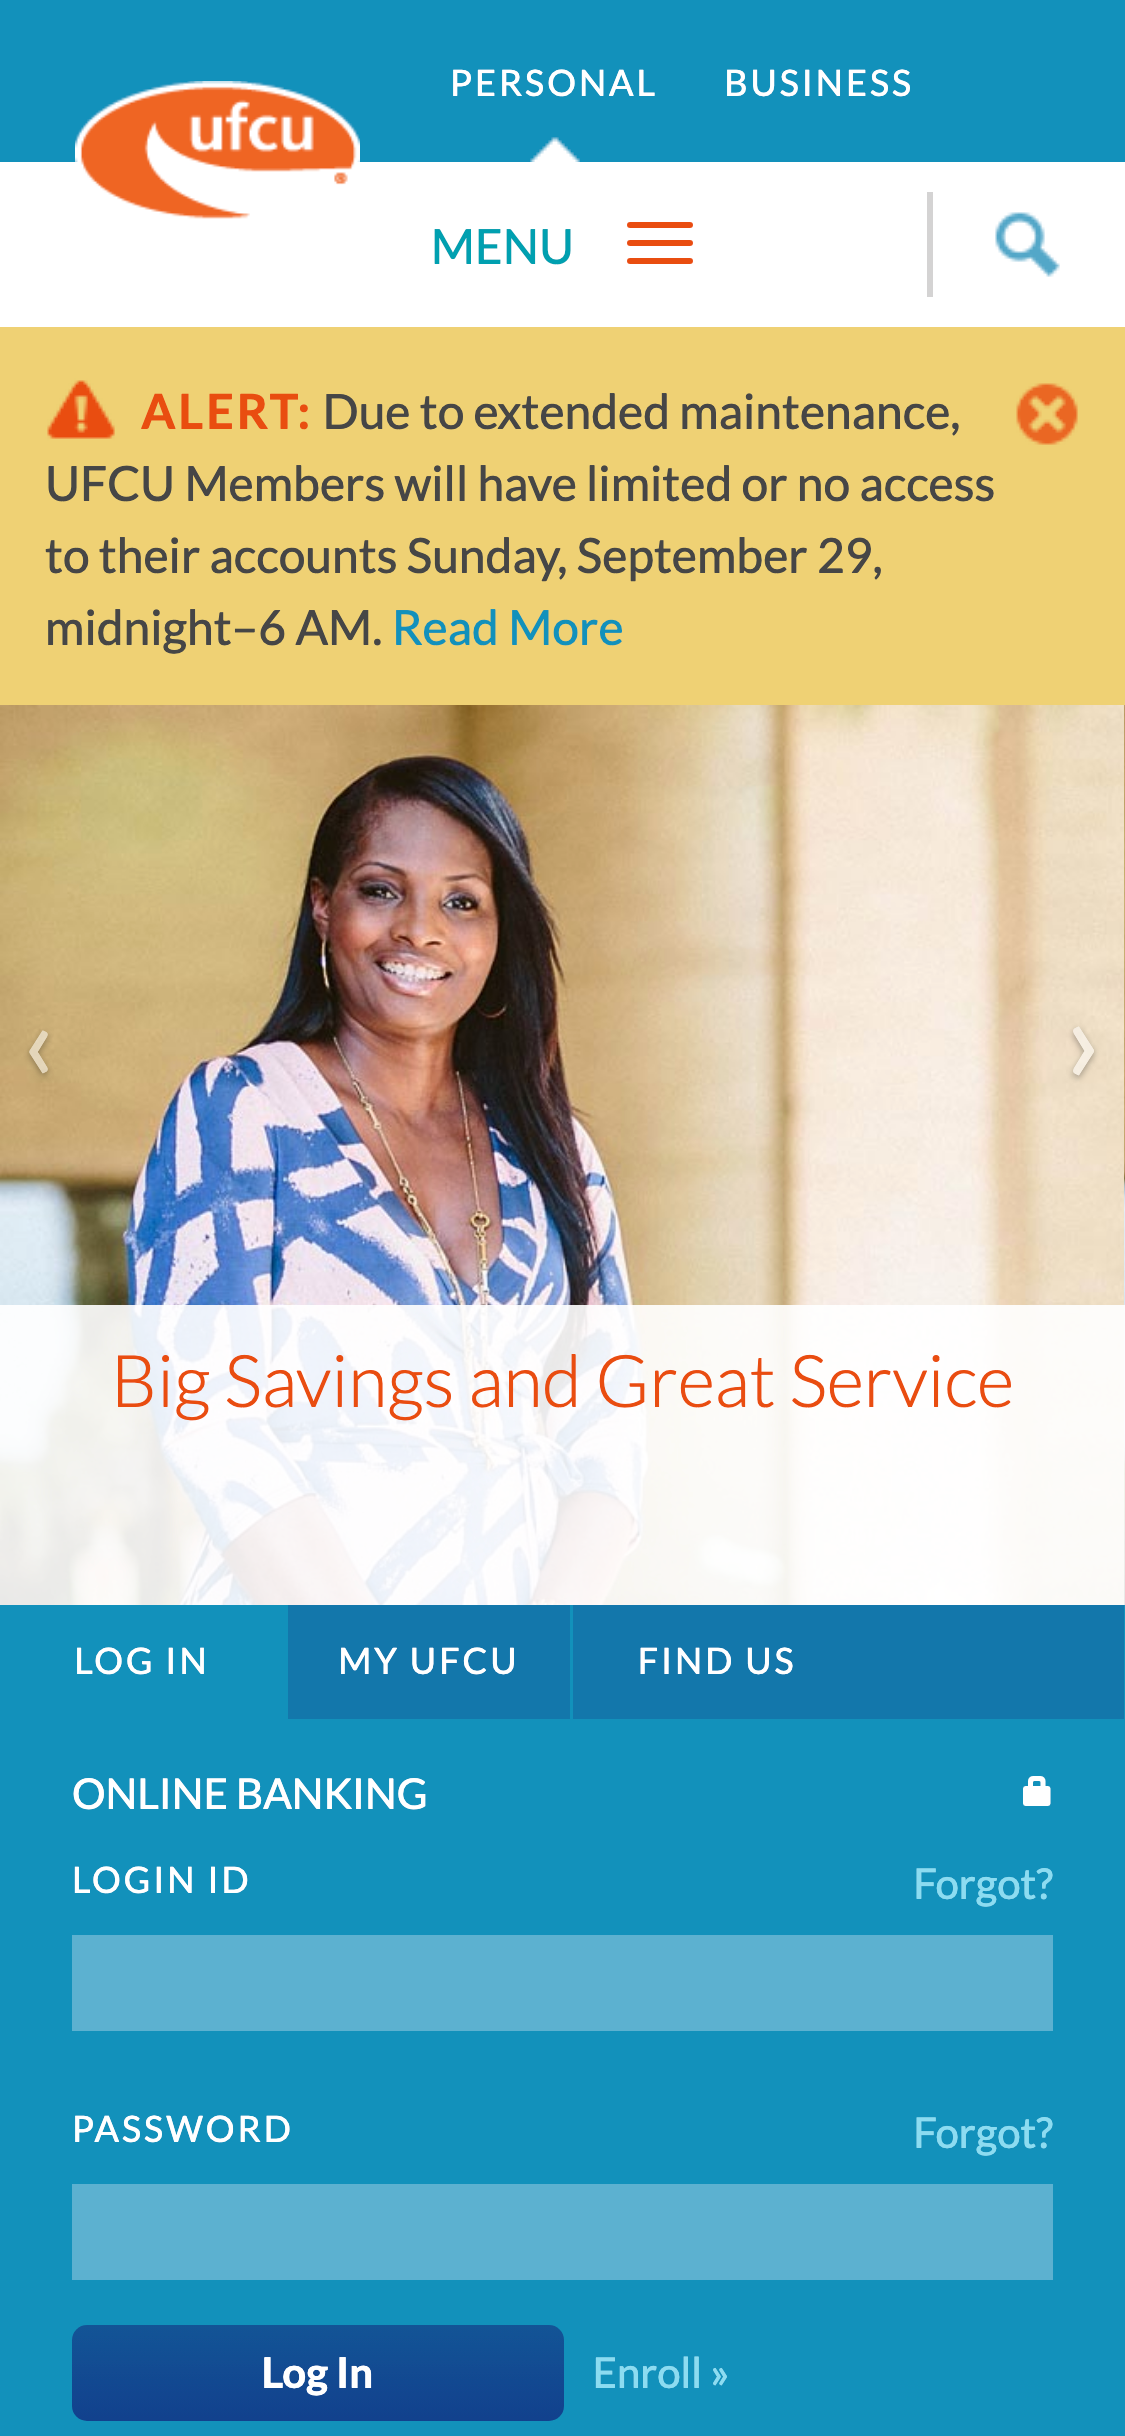 ufcu
PERSONAL BUSINESS
MENU
ALERT: Due to extended maintenance,
UFCU Members will have limited or no access
to their accounts Sunday, September 29,
midnight–6 AM. Read More
Big Savings and Great Service
LOG IN MY UFCU FIND US
ONLINE BANKING
LOGIN ID Forgot?
PASSWORD Forgot?
Log In Enroll »